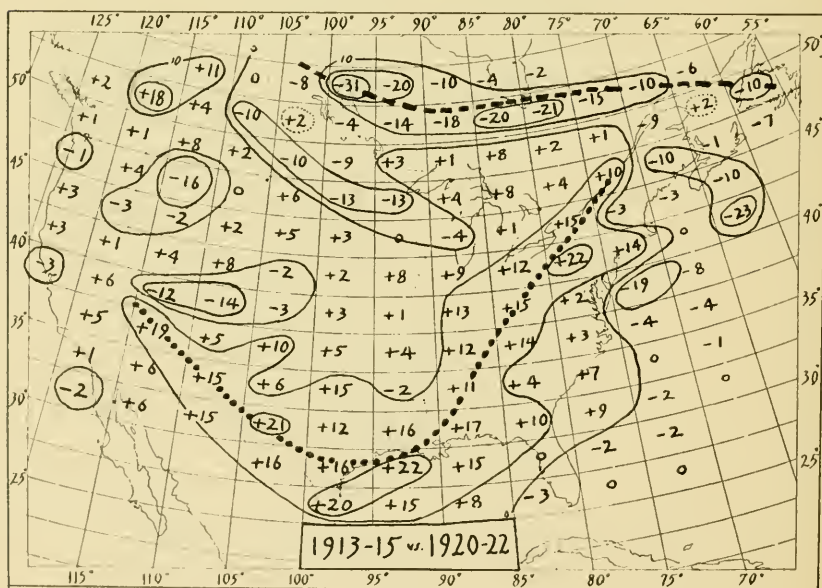 125° 120° 115° 110° 105° 100° 95° 90° 85° 80° 75° 70° 65° 60° 55°
50° 50°
+2 10 +11 0 -8 10 -31 -20 -10 -4 -2 -6 -10
+18 +4 -10 +2 -4 -14 -18 -20 -21 -15 -10 +2 -7
45° +1 +1 +8 +2 -10 -9 +3 +1 +8 +2 +1 -9 -1 45°
-1 +4 -16 0 +6 -13 -13 +4 +8 +4 +10 -10 -10
+3 -3 -2 +2 +5 +3 0 -4 +1 +15 -3 -3 -23
40° +3 +1 +4 +8 -2 +2 +8 +9 +12 +22 +14 0 40°
-3 +6 -12 -14 -3 +3 +1 +13 +15 +2 -19 -8
35° +5 +19 +5 +10 +5 +4 +12 +14 +3 -4 -4 35°
+1 +6 +15 +6 +15 -2 +11 +4 +7 0 -1
30° -2 +6 +15 +21 +12 +16 +17 +10 +9 -2 0 30°
+16 +16 +22 +15 0 -2 -2
25° +20 +15 +8 -3 0 0 25°
1913-15 vs. 1920-22
115° 110° 105° 100° 95° 90° 85° 80° 75° 70°